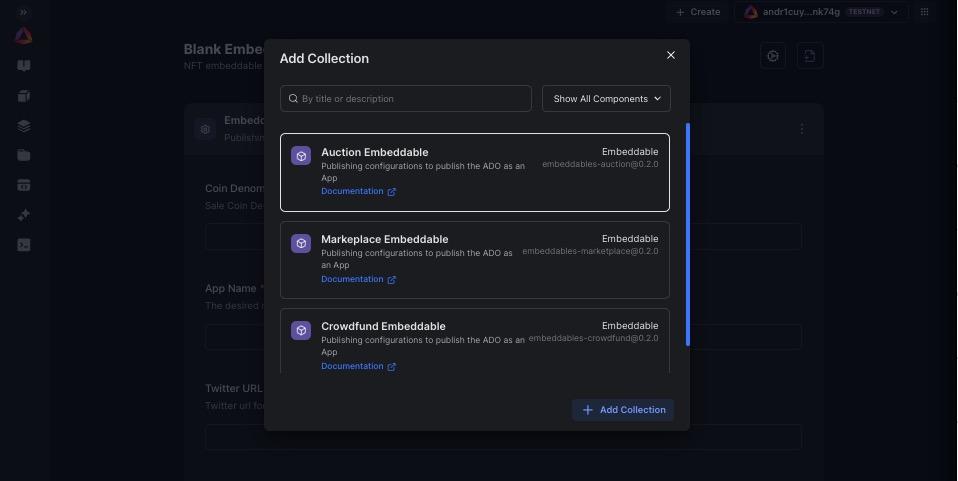 + Create
andr1cuy...nk74g TESTNET
Blank Embe
NFT embeddable
Embedd
Publishin
Coin Denom
Sale Coin De
App Name *
The desired n
Twitter URL
Twitter url fo
Add Collection
By title or description
Show All Components
Auction Embeddable
Embeddable
Publishing configurations to publish the ADO as an
embeddables-auction@0.2.0
App
Documentation
Markeplace Embeddable
Embeddable
Publishing configurations to publish the ADO as
embeddables-marketplace@0.2.0
an App
Documentation
Crowdfund Embeddable
Embeddable
Publishing configurations to publish the ADO as an
embeddables-crowdfund@0.2.0
App
Documentation
+ Add Collection